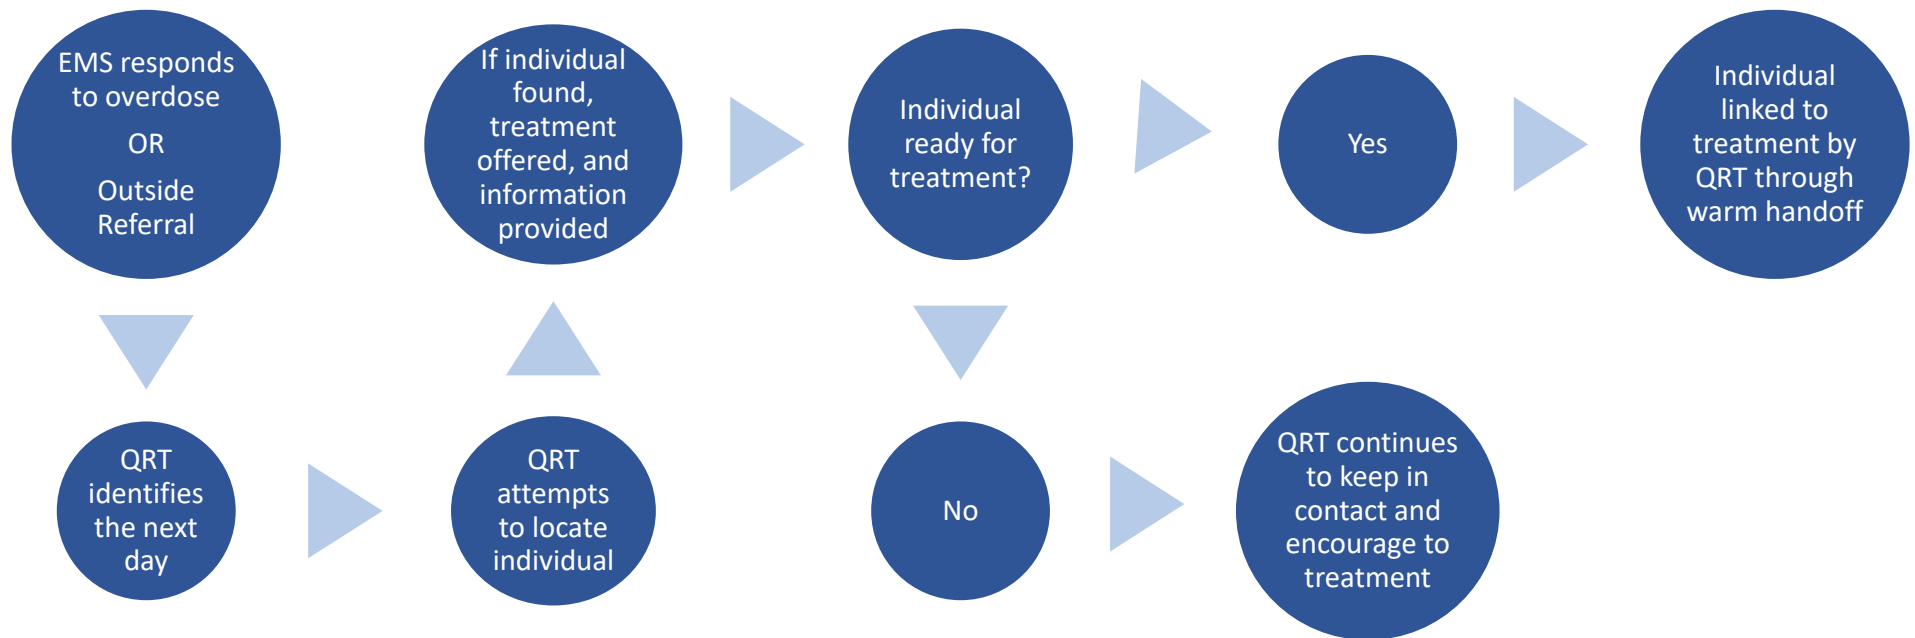 EMS responds
to overdose
OR
Outside
Referral
QRT
identifies
the next
day
QRT
attempts
to locate
individual
If individual
found,
treatment
offered, and
information
provided
Individual
ready for
treatment?
Yes
Individual
linked to
treatment by
QRT through
warm handoff
No
QRT continues
to keep in
contact and
encourage to
treatment